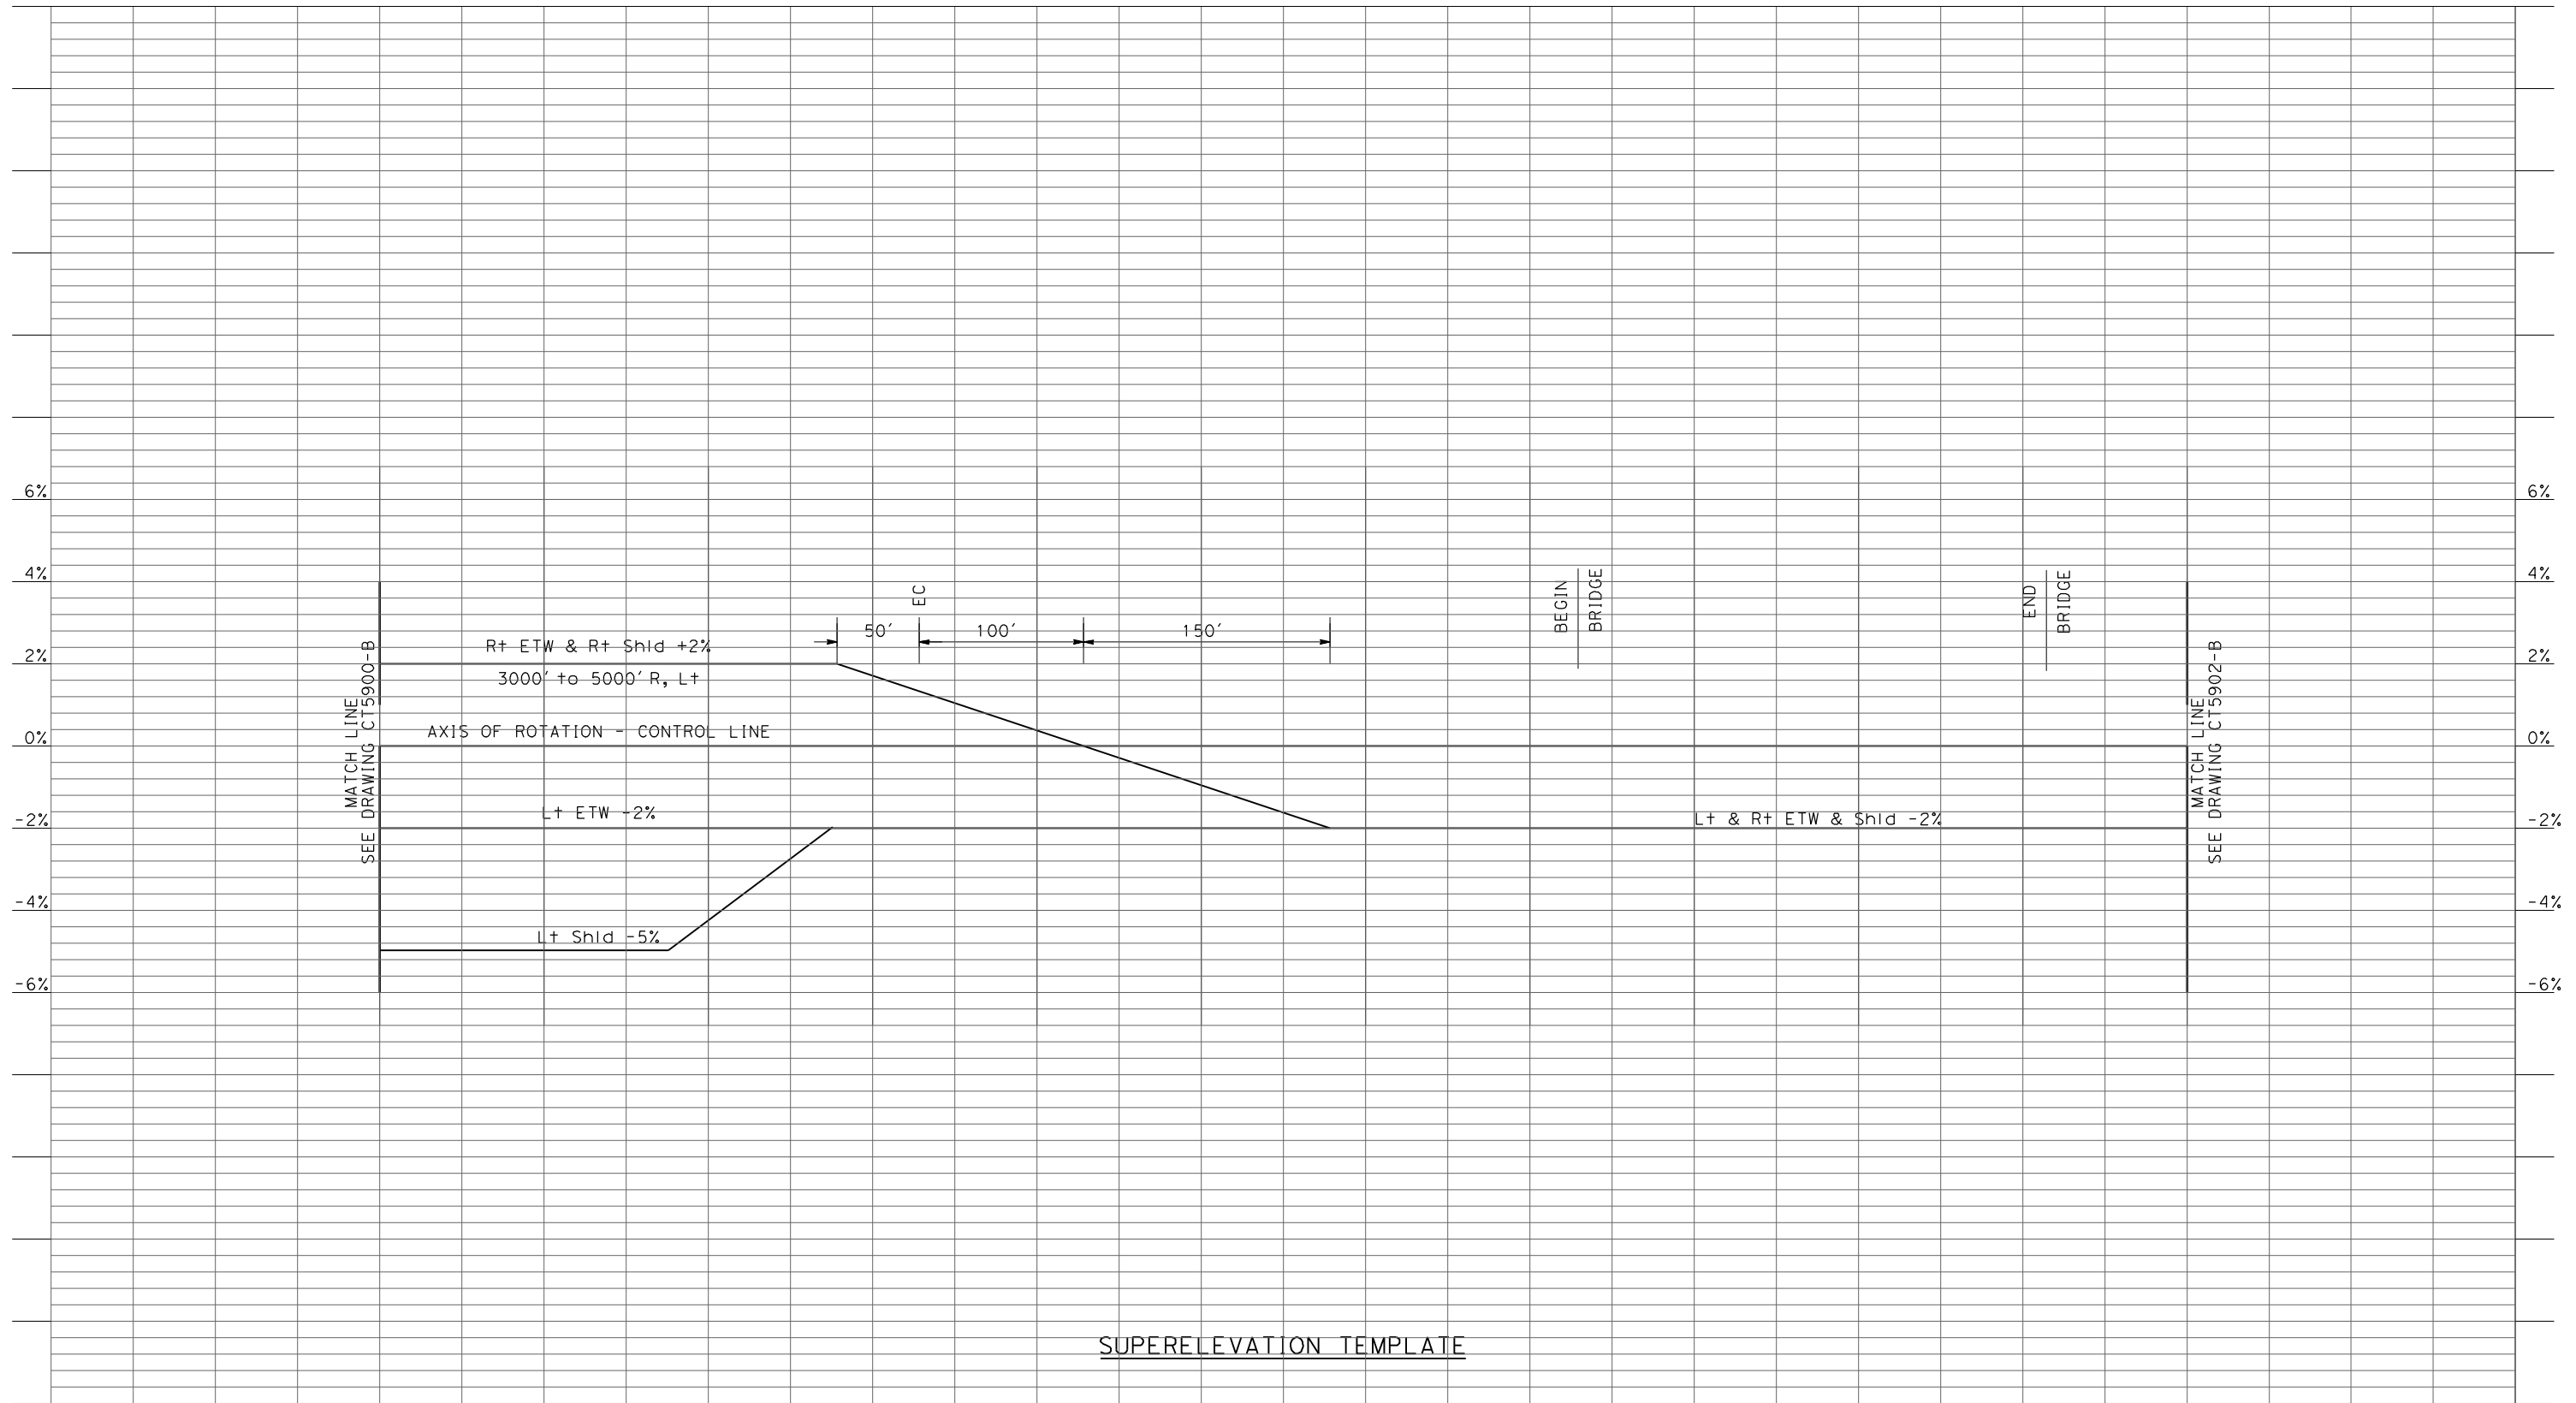 6%
6%
4%
4%
EC
BEGIN
BRIDGE
END
BRIDGE
50'
100'
150'
Rt ETW & Rt Shld +2%
2%
2%
3000' to 5000' R, Lt
MATCH LINE
SEE DRAWING CT5900-B
MATCH LINE
SEE DRAWING CT5902-B
AXIS OF ROTATION - CONTROL LINE
0%
0%
Lt ETW -2%
Lt & Rt ETW & Shld -2%
-2%
-2%
-4%
-4%
Lt Shld -5%
-6%
-6%
SUPERELEVATION TEMPLATE